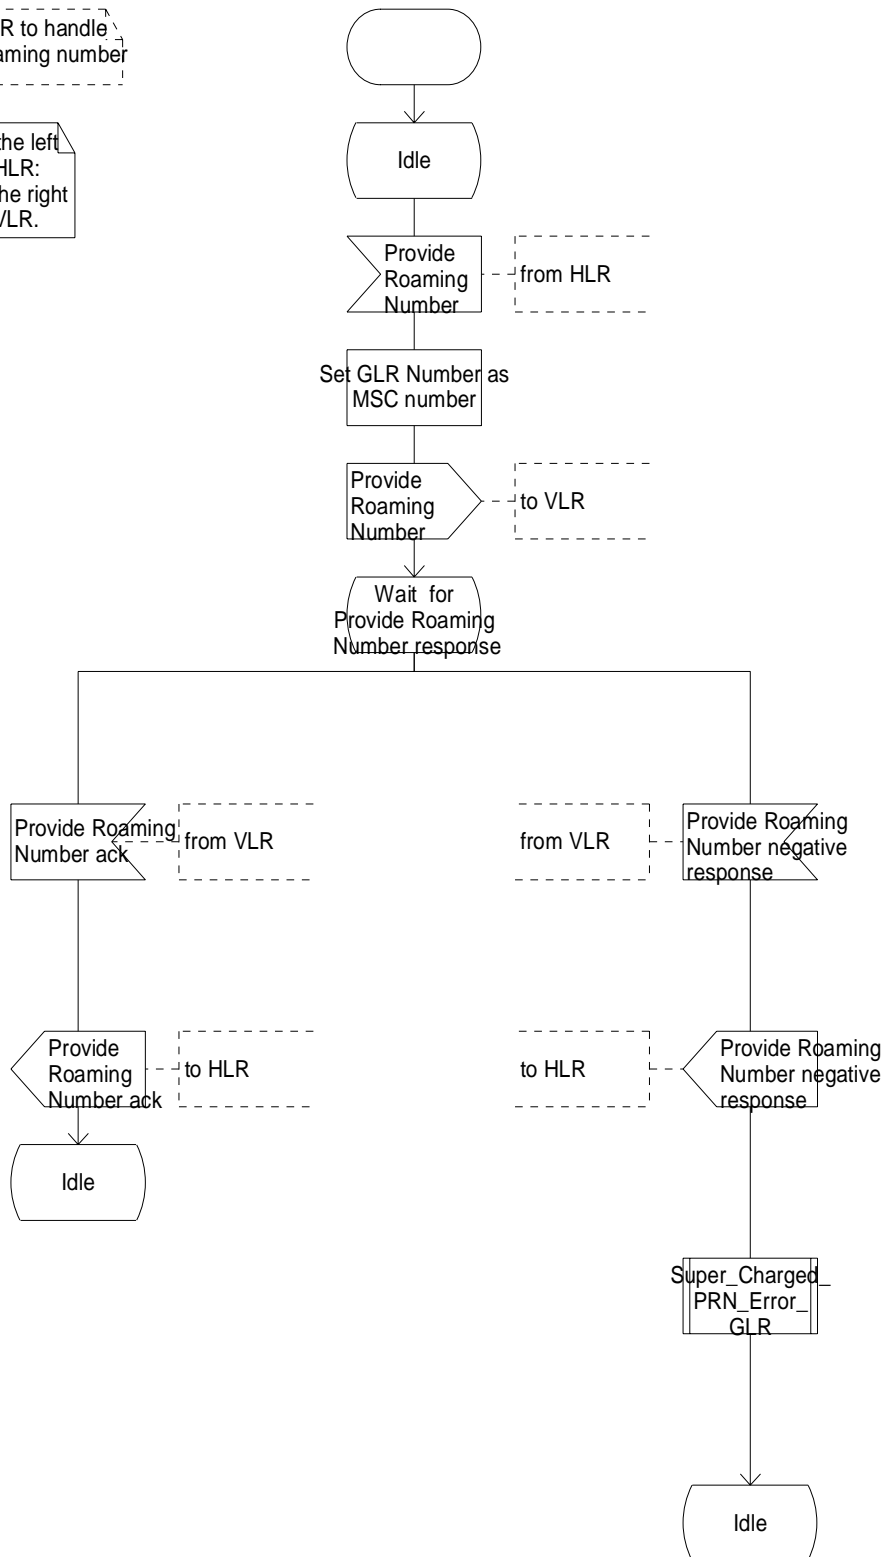 R to handle
aming number
the left
HLR:
he right
VLR.
Idle
Provide
Roaming
Number
from HLR
Set GLR Number as
MSC number
Provide
Roaming
Number
to VLR
Wait for
Provide Roaming
Number response
Provide Roaming
Number ack
from VLR
from VLR
Provide Roaming
Number negative
response
Provide
Roaming
Number ack
to HLR
to HLR
Provide Roaming
Number negative
response
Idle
Super_Charged_
PRN_Error_
GLR
Idle